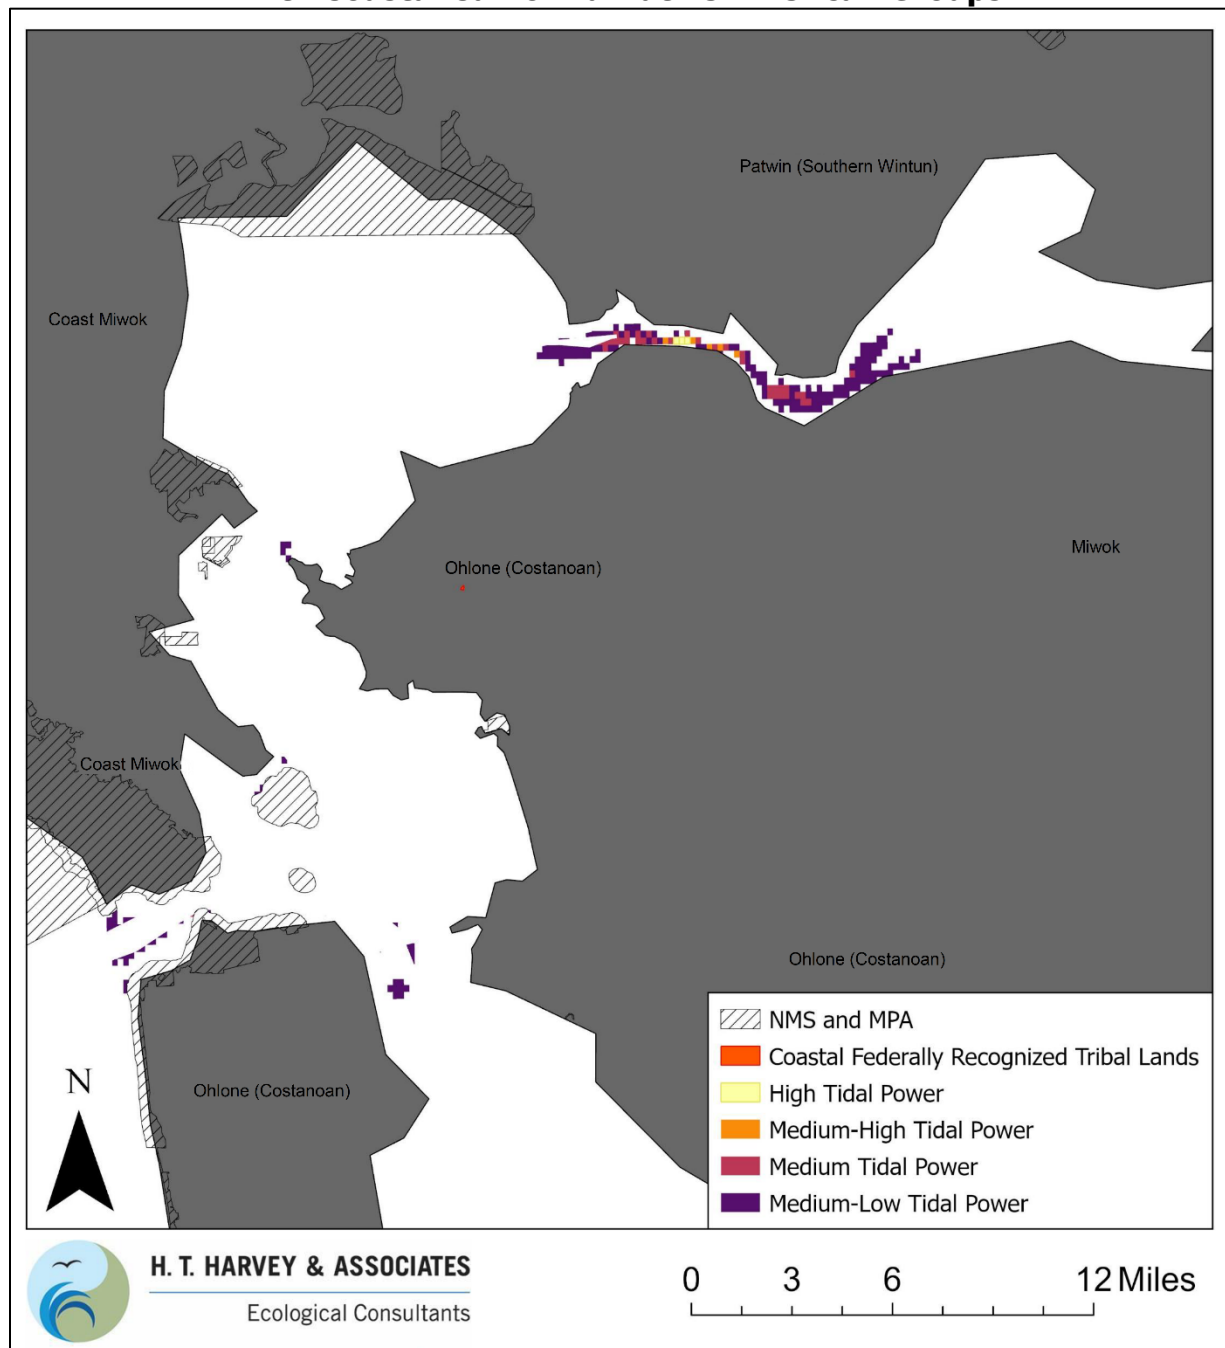 Patwin (Southern Wintun)
Coast Miwok
Miwok
Ohlone (Costanoan)
Coast Miwok
Ohlone (Costanoan)
Ohlone (Costanoan)
NMS and MPA
Coastal Federally Recognized Tribal Lands
High Tidal Power
Medium-High Tidal Power
Medium Tidal Power
Medium-Low Tidal Power
N
H. T. HARVEY & ASSOCIATES
Ecological Consultants
0 3 6 12 Miles